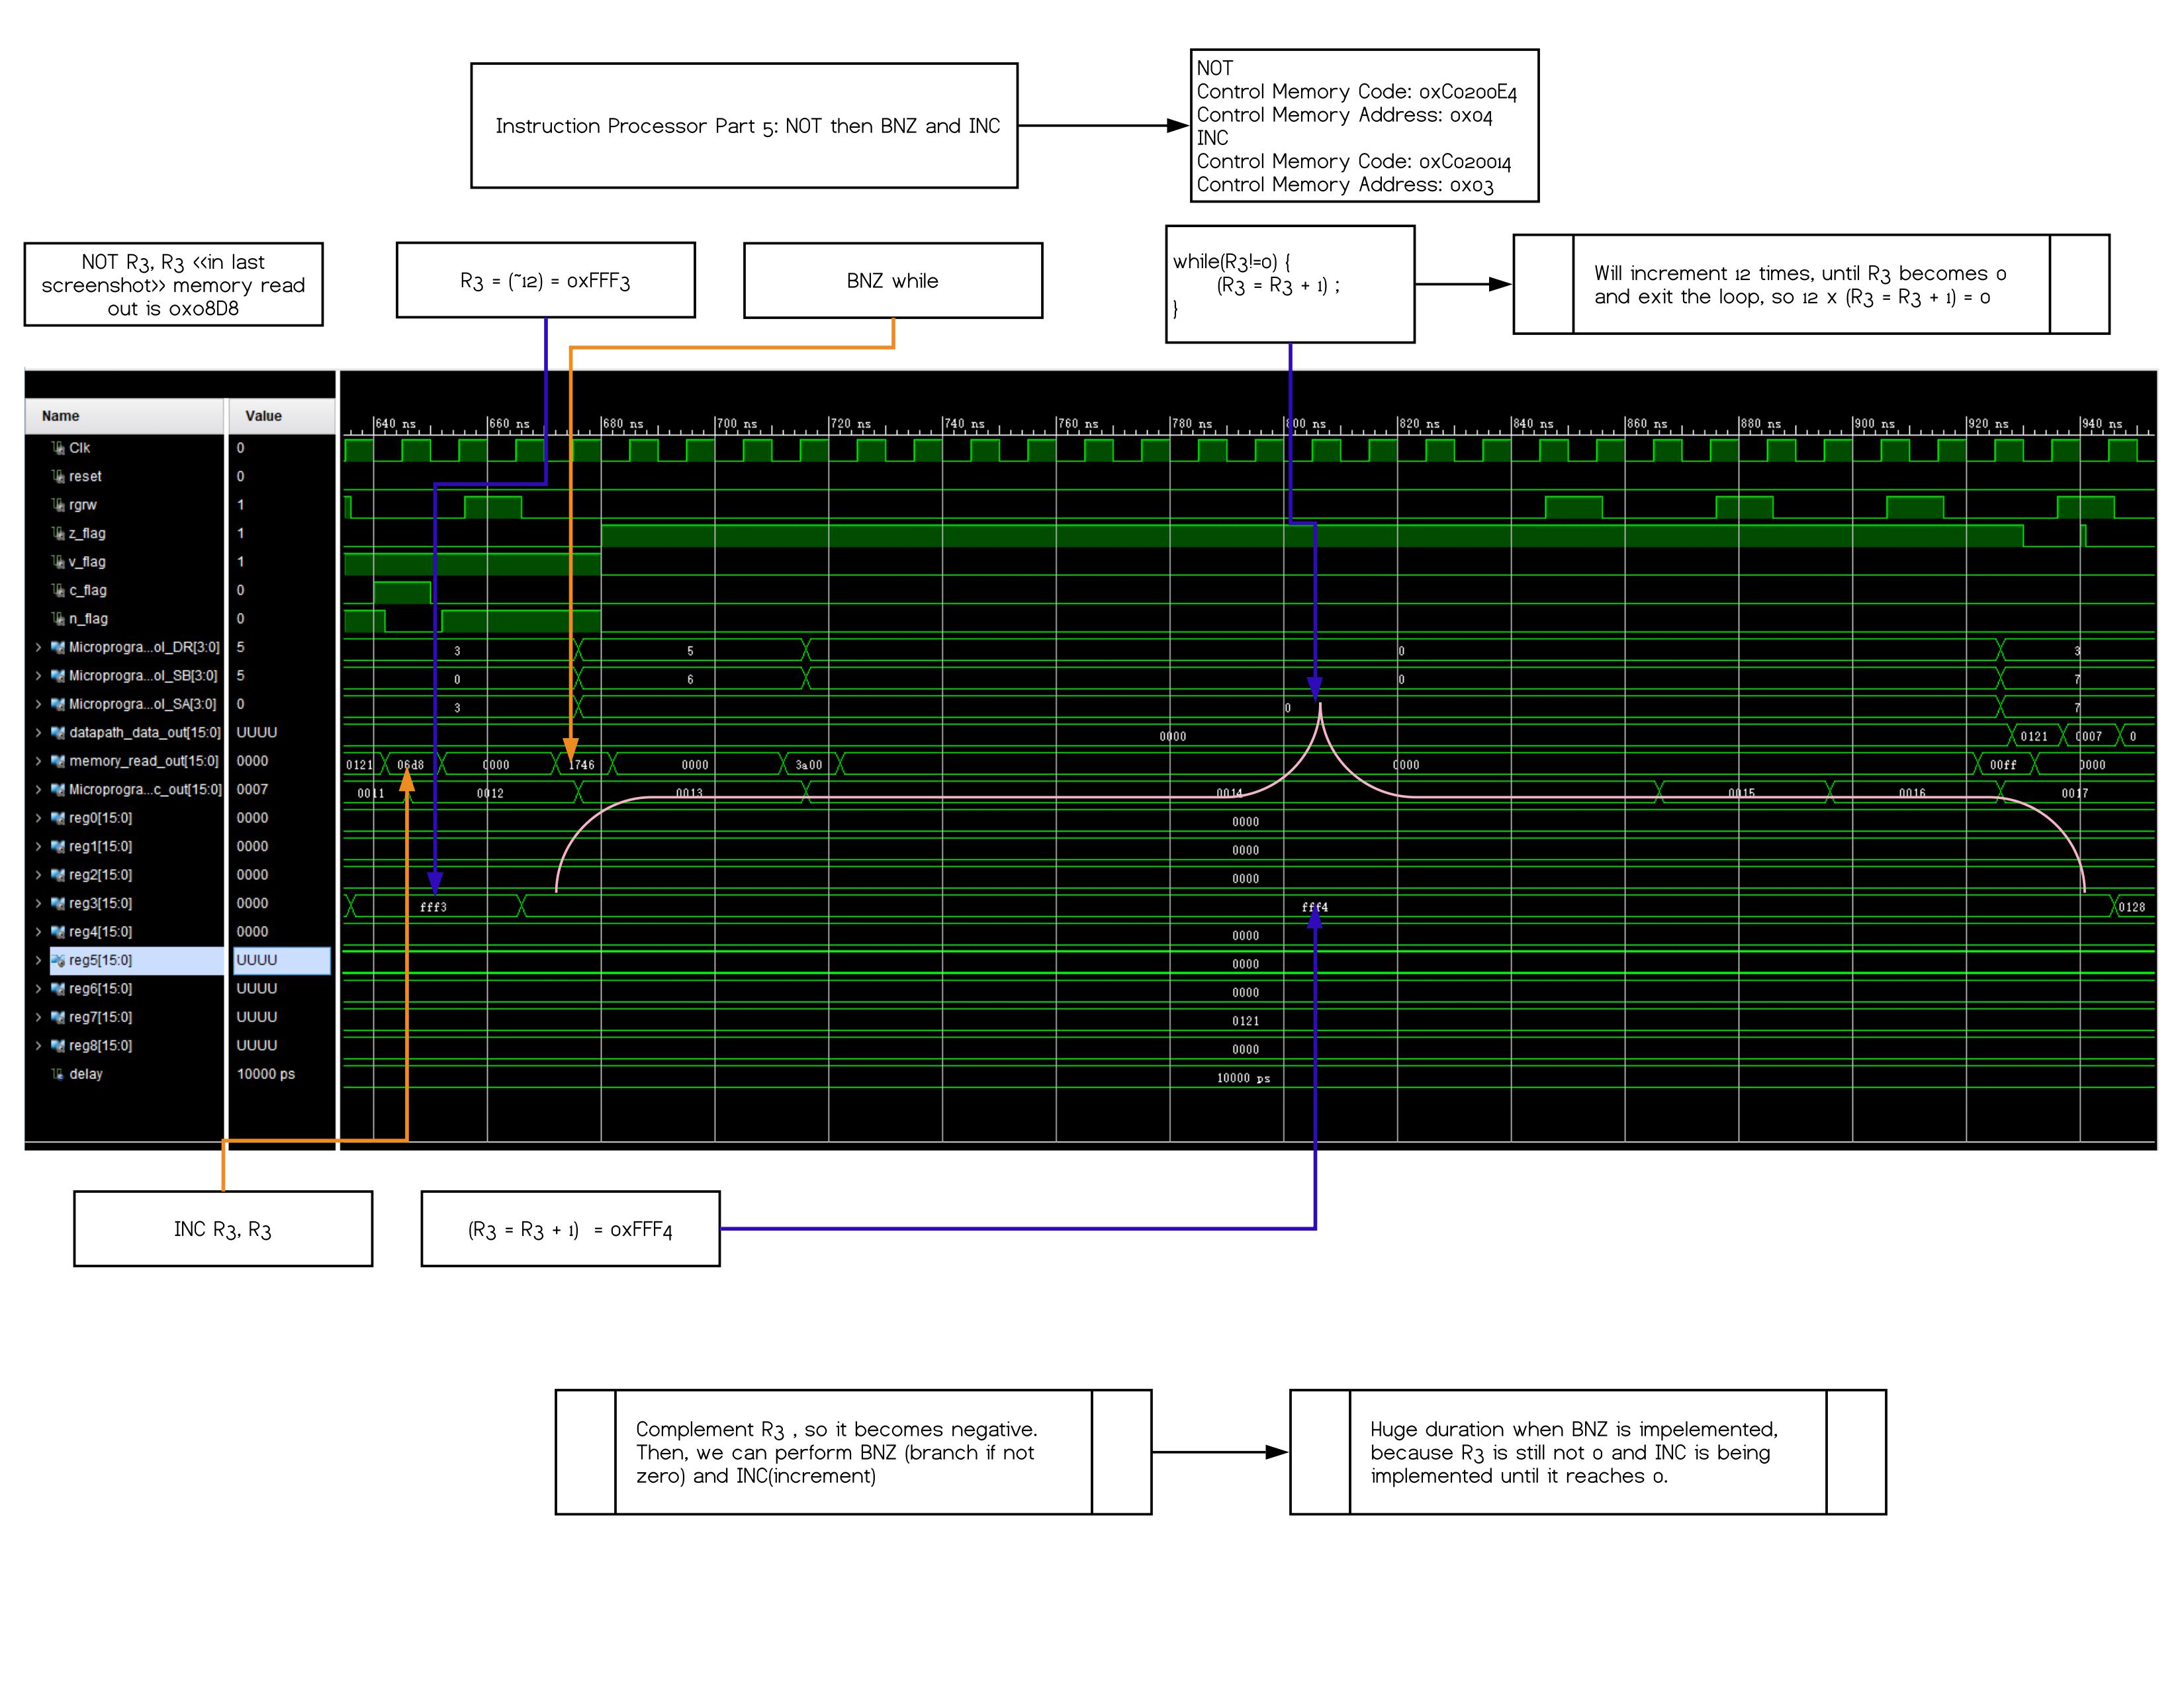 Instruction Processor Part 5: NOT then BNZ and INC
NOT
Control Memory Code: 0xC0200E4
Control Memory Address: 0x04
INC
Control Memory Code: 0xC020014
Control Memory Address: 0x03
NOT R3, R3 <<in last
screenshot>> memory read
out is 0x08D8
R3 = (~12) = 0xFFF3
BNZ while
while(R3!=0) {
(R3 = R3 + 1) ;
}
Will increment 12 times, until R3 becomes 0
and exit the loop, so 12 x (R3 = R3 + 1) = 0
Name Value
640 ns 660 ns 680 ns 700 ns 720 ns 740 ns 760 ns 780 ns 800 ns 820 ns 840 ns 860 ns 880 ns 900 ns 920 ns 940 ns
Clk 0
reset 0
rgrw 1
z_flag 1
v_flag 1
c_flag 0
n_flag 0
Microprogra...ol_DR[3:0] 5 3 5 0 3
Microprogra...ol_SB[3:0] 5 0 6 0 7
Microprogra...ol_SA[3:0] 0 3 0 7
datapath_data_out[15:0] UUUU 0000 0121 0007 0
memory_read_out[15:0] 0000 0121 06d8 0000 1746 0000 3a00 0000 00ff 0000
Microprogra...c_out[15:0] 0007 0011 0012 0013 0014 0015 0016 0017
reg0[15:0] 0000 0000
reg1[15:0] 0000 0000
reg2[15:0] 0000 0000
reg3[15:0] 0000 fff3 fff4 0128
reg4[15:0] 0000 0000
reg5[15:0] UUUU 0000
reg6[15:0] UUUU 0000
reg7[15:0] UUUU 0121
reg8[15:0] UUUU 0000
delay 10000 ps 10000 ps
INC R3, R3
(R3 = R3 + 1) = 0xFFF4
Complement R3 , so it becomes negative.
Then, we can perform BNZ (branch if not
zero) and INC(increment)
Huge duration when BNZ is impelemented,
because R3 is still not 0 and INC is being
implemented until it reaches 0.